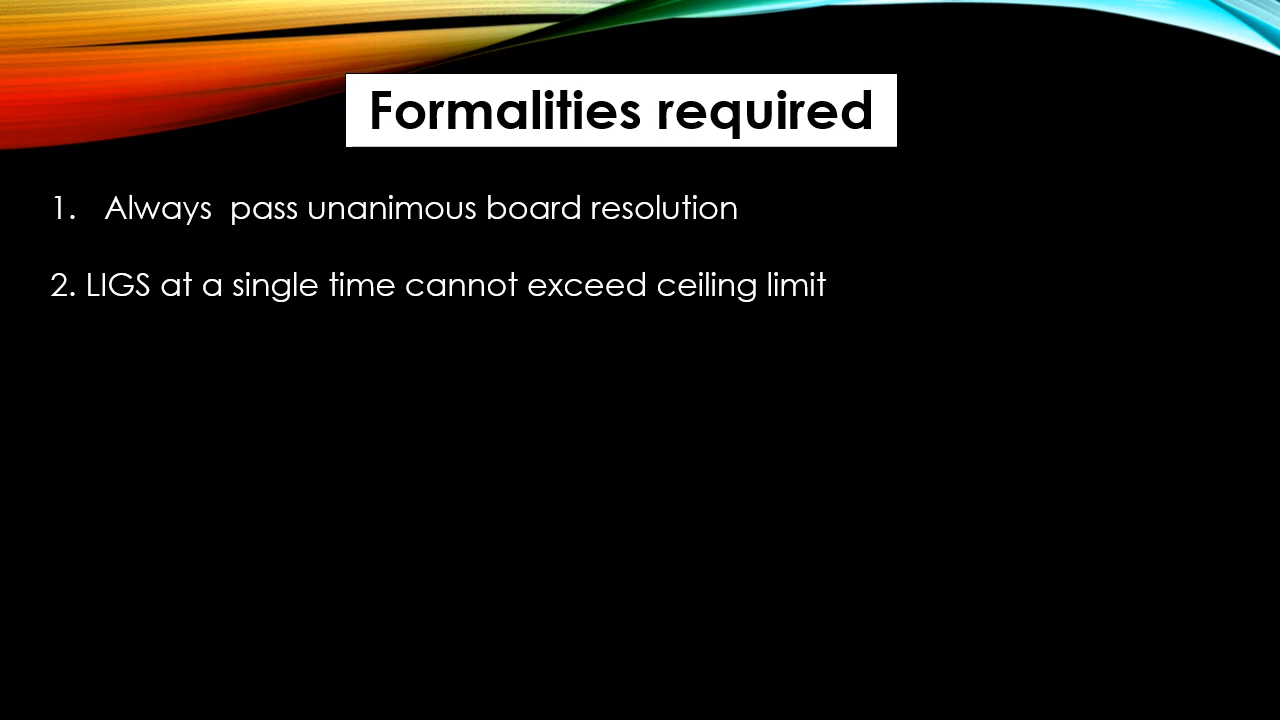 Formalities required
1. Always pass unanimous board resolution
2. LIGS at a single time cannot exceed ceiling limit